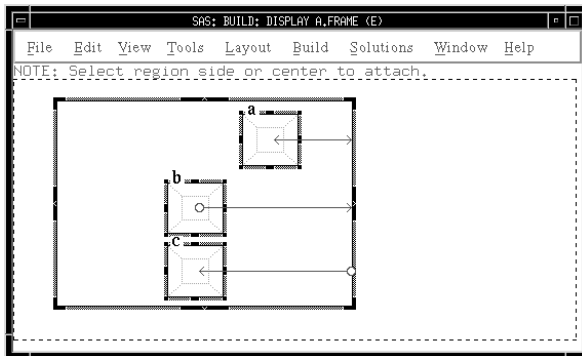 SAS: BUILD: DISPLAY A.FRAME (E)
File Edit View Tools Layout Build Solutions Window Help
NOTE: Select region side or center to attach.
a
b
c